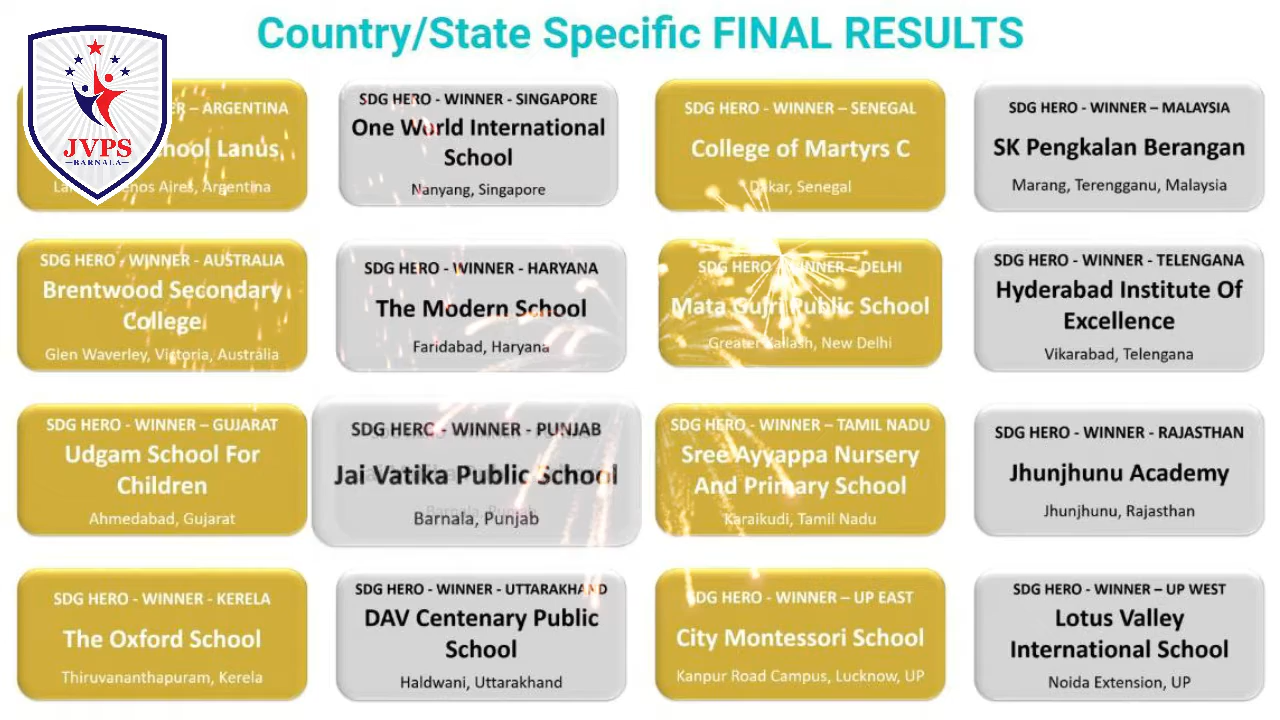 Country/State Specific FINAL RESULTS
JVPS
BARNALA
ER – ARGENTINA
chool Lanus
Buenos Aires, Argentina
SDG HERO - WINNER - SINGAPORE
One World International
School
Nanyang, Singapore
SDG HERO - WINNER – SENEGAL
College of Martyrs C
Dakar, Senegal
SDG HERO - WINNER – MALAYSIA
SK Pengkalan Berangan
Marang, Terengganu, Malaysia
SDG HERO - WINNER - AUSTRALIA
Brentwood Secondary
College
Glen Waverley, Victoria, Australia
SDG HERO - WINNER - HARYANA
The Modern School
Faridabad, Haryana
SDG HERO - WINNER – DELHI
Mata Gujri Public School
Greater Kailash, New Delhi
SDG HERO - WINNER - TELENGANA
Hyderabad Institute Of
Excellence
Vikarabad, Telengana
SDG HERO - WINNER – GUJARAT
Udgam School For
Children
Ahmedabad, Gujarat
SDG HERO - WINNER - PUNJAB
Jai Vatika Public School
Barnala, Punjab
SDG HERO - WINNER – TAMIL NADU
Sree Ayyappa Nursery
And Primary School
Karaikudi, Tamil Nadu
SDG HERO - WINNER - RAJASTHAN
Jhunjhunu Academy
Jhunjhunu, Rajasthan
SDG HERO - WINNER - KERELA
The Oxford School
Thiruvananthapuram, Kerela
SDG HERO - WINNER - UTTARAKHAND
DAV Centenary Public
School
Haldwani, Uttarakhand
SDG HERO - WINNER – UP EAST
City Montessori School
Kanpur Road Campus, Lucknow, UP
SDG HERO - WINNER – UP WEST
Lotus Valley
International School
Noida Extension, UP